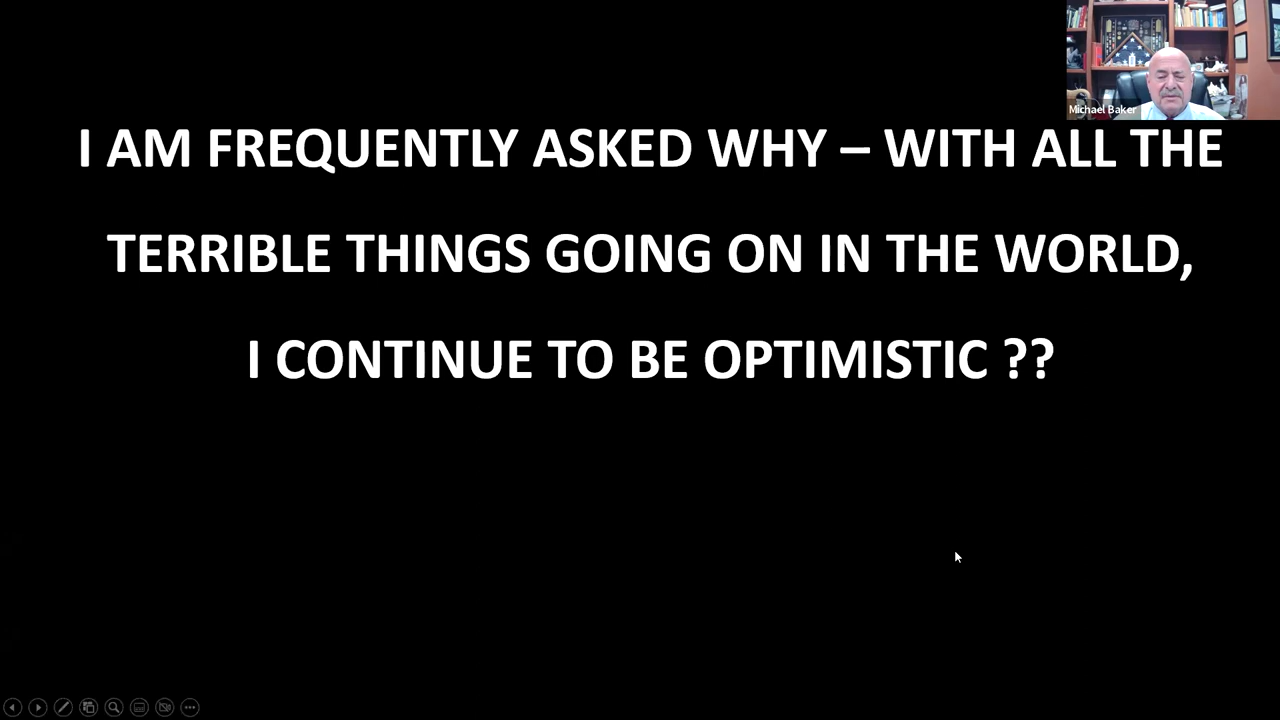 Michael Baker
I AM FREQUENTLY ASKED WHY – WITH ALL THE
TERRIBLE THINGS GOING ON IN THE WORLD,
I CONTINUE TO BE OPTIMISTIC ??